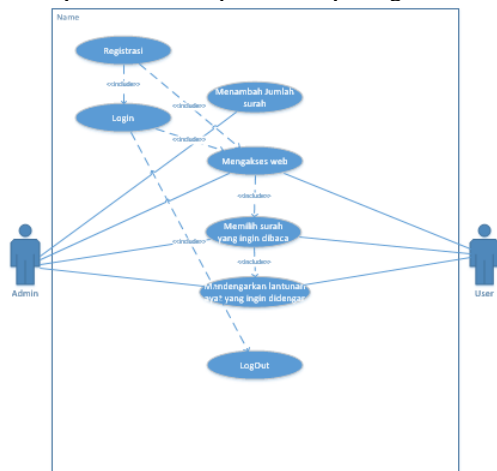 Name
Registrasi
<<include>>
Menambah Jumlah
surah
<<include>>
Login
<<include>>
Mengakses web
<<include>>
Memilih surah
yang ingin dibaca
<<include>>
<<include>>
Mendengarkan lantunan
ayat yang ingin didengar
Admin
User
LogOut